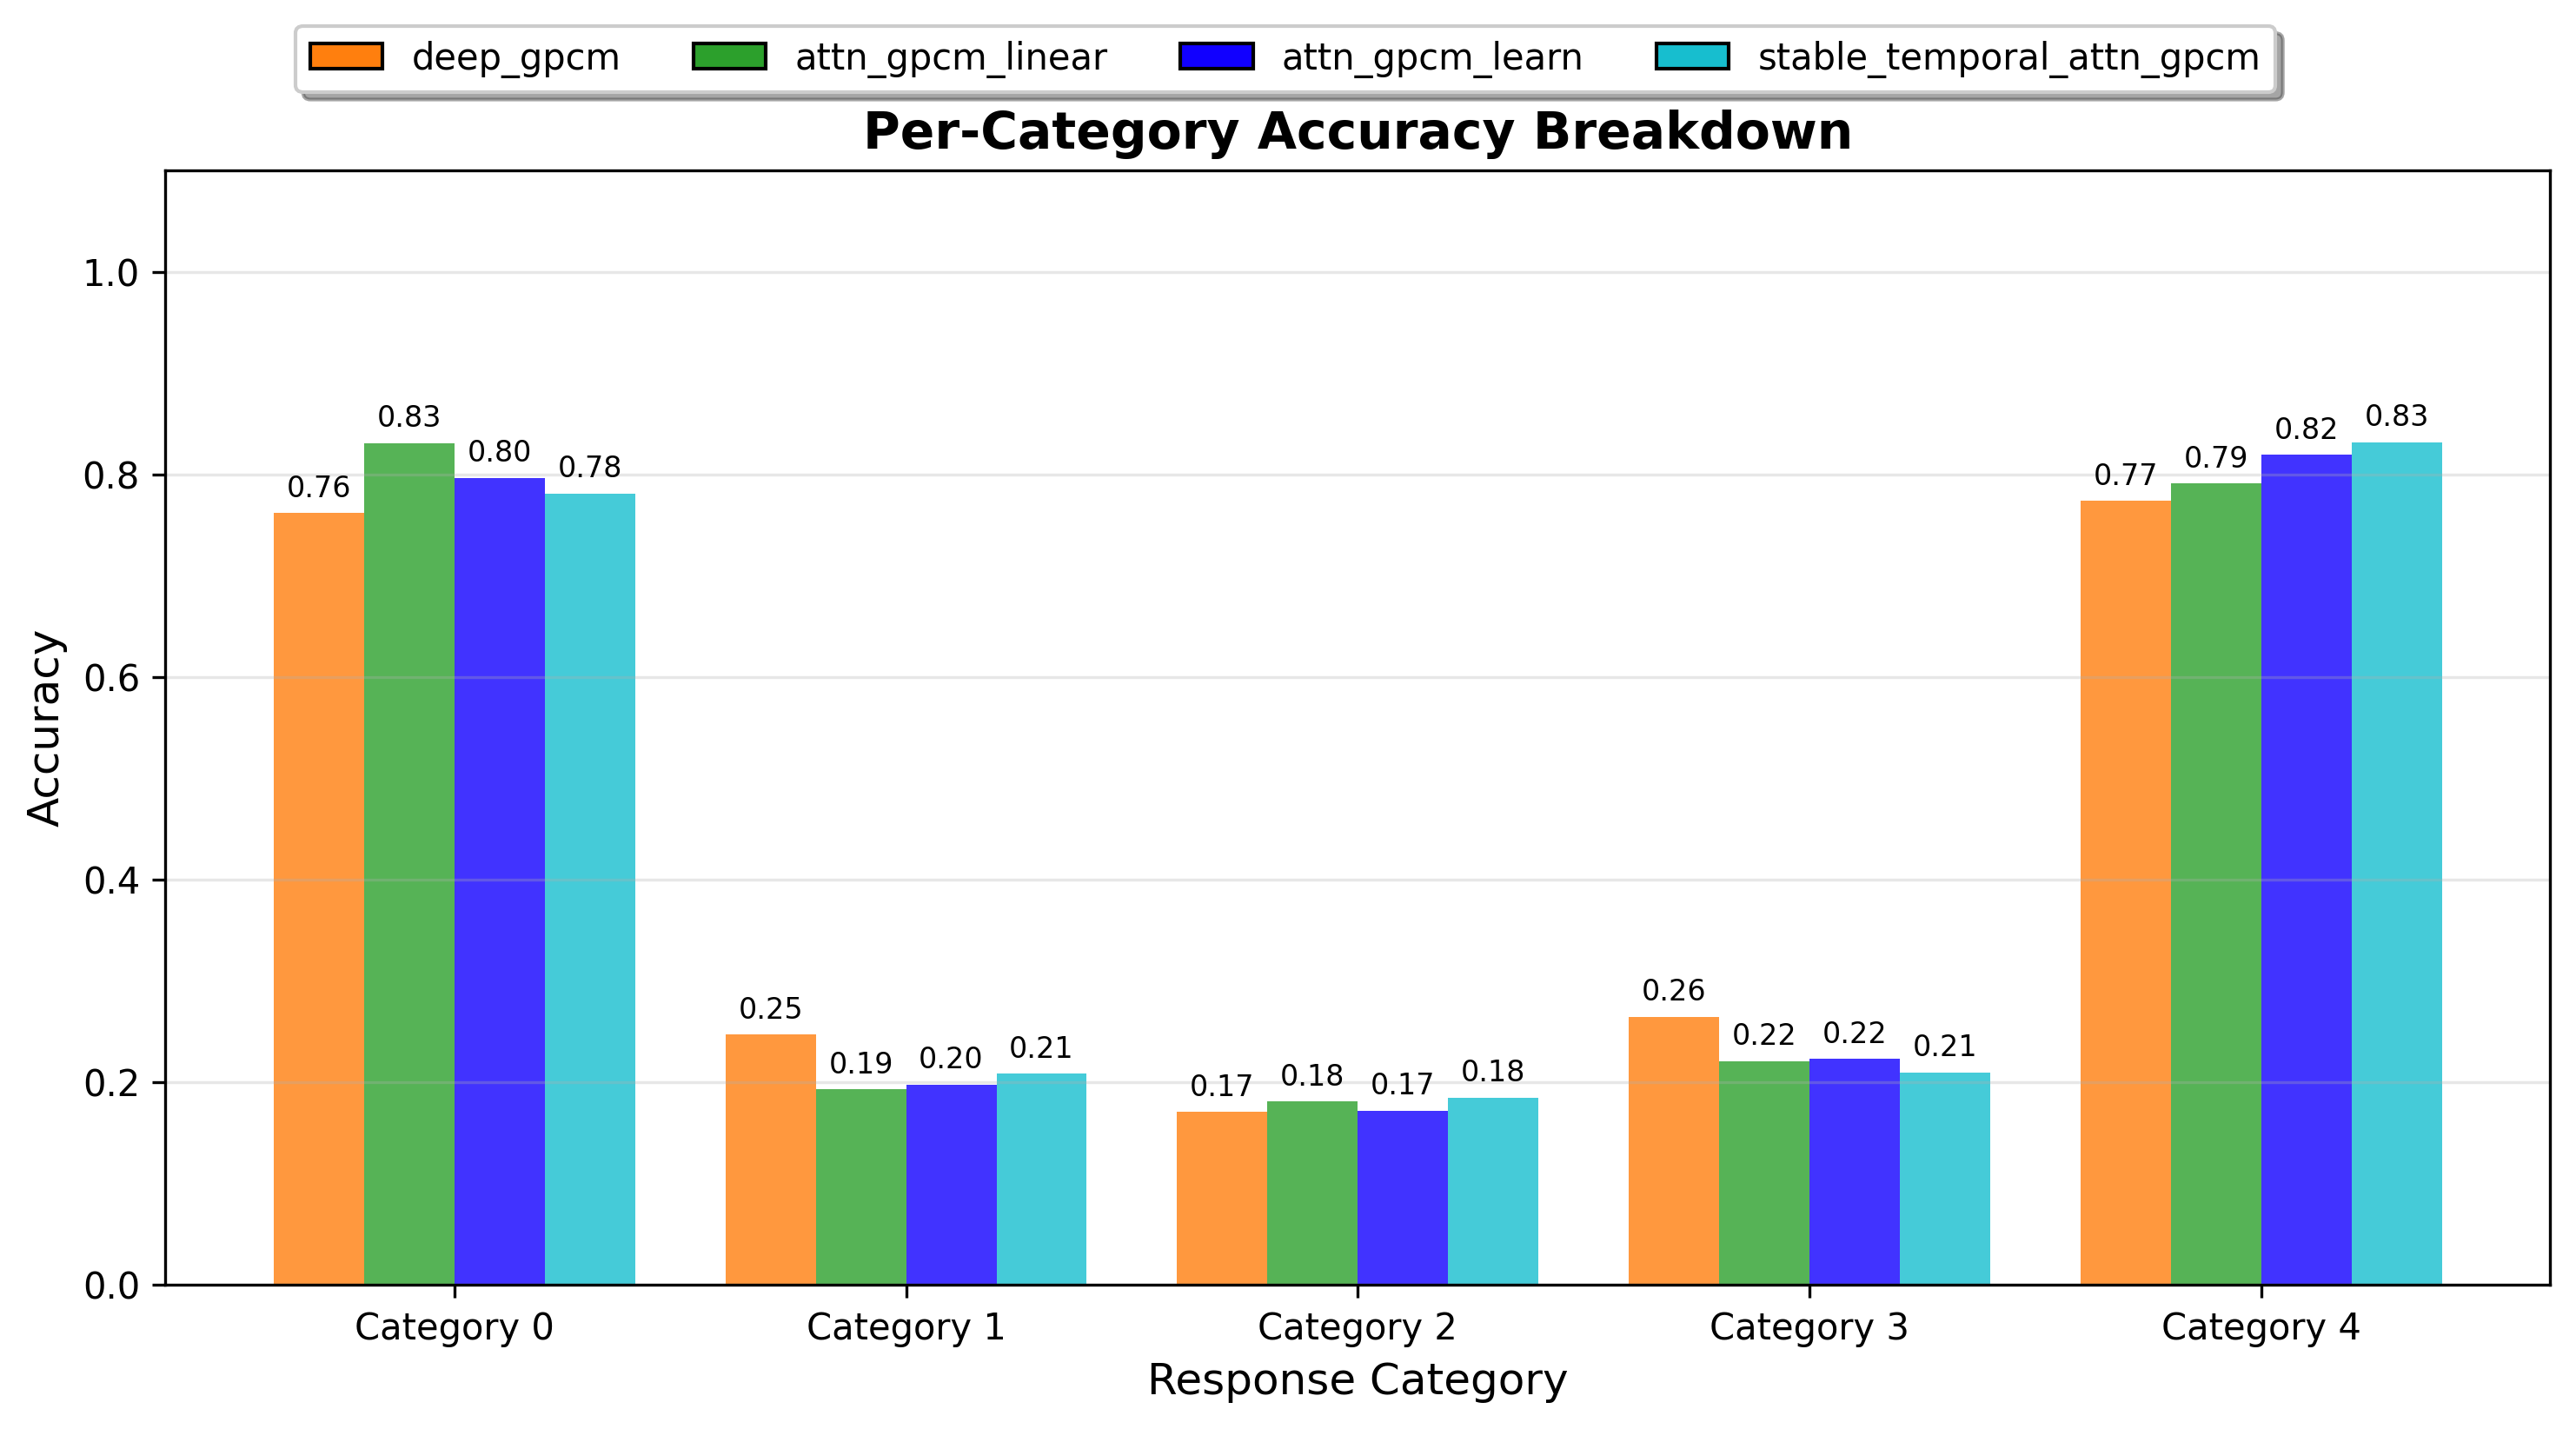 deep_gpcm attn_gpcm_linear attn_gpcm_learn stable_temporal_attn_gpcm
Per-Category Accuracy Breakdown
1.0
0.8
0.6
0.4
0.2
0.0
Accuracy
0.76 0.83 0.80 0.78
0.25 0.19 0.20 0.21
0.17 0.18 0.17 0.18
0.26 0.22 0.22 0.21
0.77 0.79 0.82 0.83
Category 0 Category 1 Category 2 Category 3 Category 4
Response Category